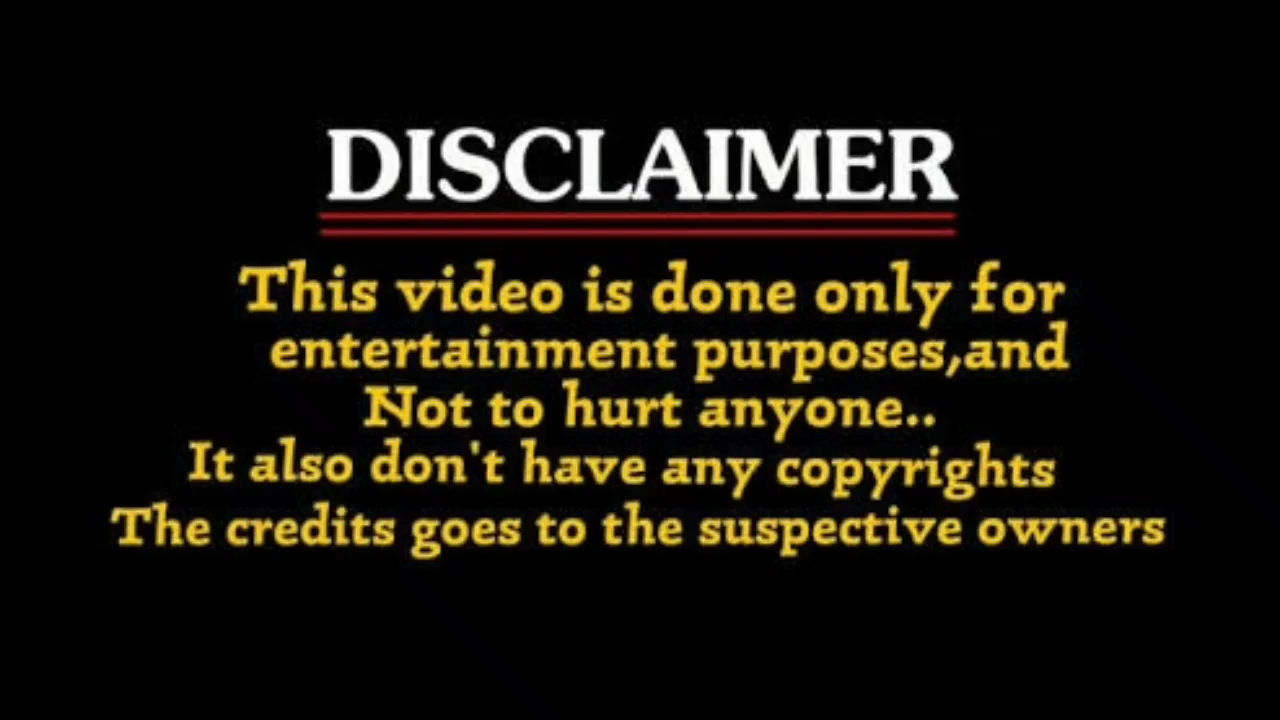 DISCLAIMER
This video is done only for
entertainment purposes,and
Not to hurt anyone..
It also don't have any copyrights
The credits goes to the suspective owners